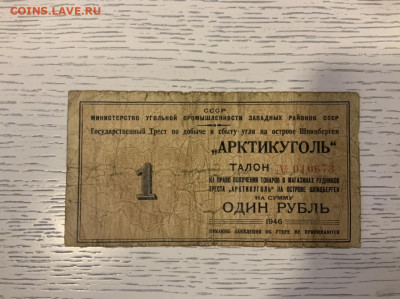 COINS.LAVE.RU
СССР
МИНИСТЕРСТВО УГОЛЬНОЙ ПРОМЫШЛЕННОСТИ ЗАПАДНЫХ РАЙОНОВ СССР
Государственный Трест по добыче и сбыту угля на острове Шпицберген
„АРКТИКУГОЛЬ"
ТАЛОН №
НА ПРАВО ПОЛУЧЕНИЯ ТОВАРОВ В МАГАЗИНАХ РУДНИКОВ
ТРЕСТА „АРКТИКУГОЛЬ" НА ОСТРОВЕ ШПИЦБЕРГЕН
НА СУММУ
1
ОДИН РУБЛЬ
1946
ОБ УТЕРЕ НЕ ПРИНИМАЮТСЯ